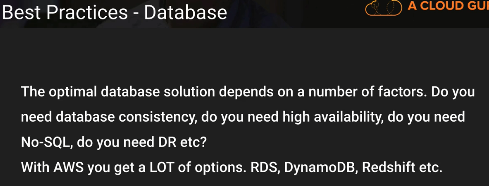 Best Practices - Database
A CLOUD GU
The optimal database solution depends on a number of factors. Do you
need database consistency, do you need high availability, do you need
No-SQL, do you need DR etc?
With AWS you get a LOT of options. RDS, DynamoDB, Redshift etc.